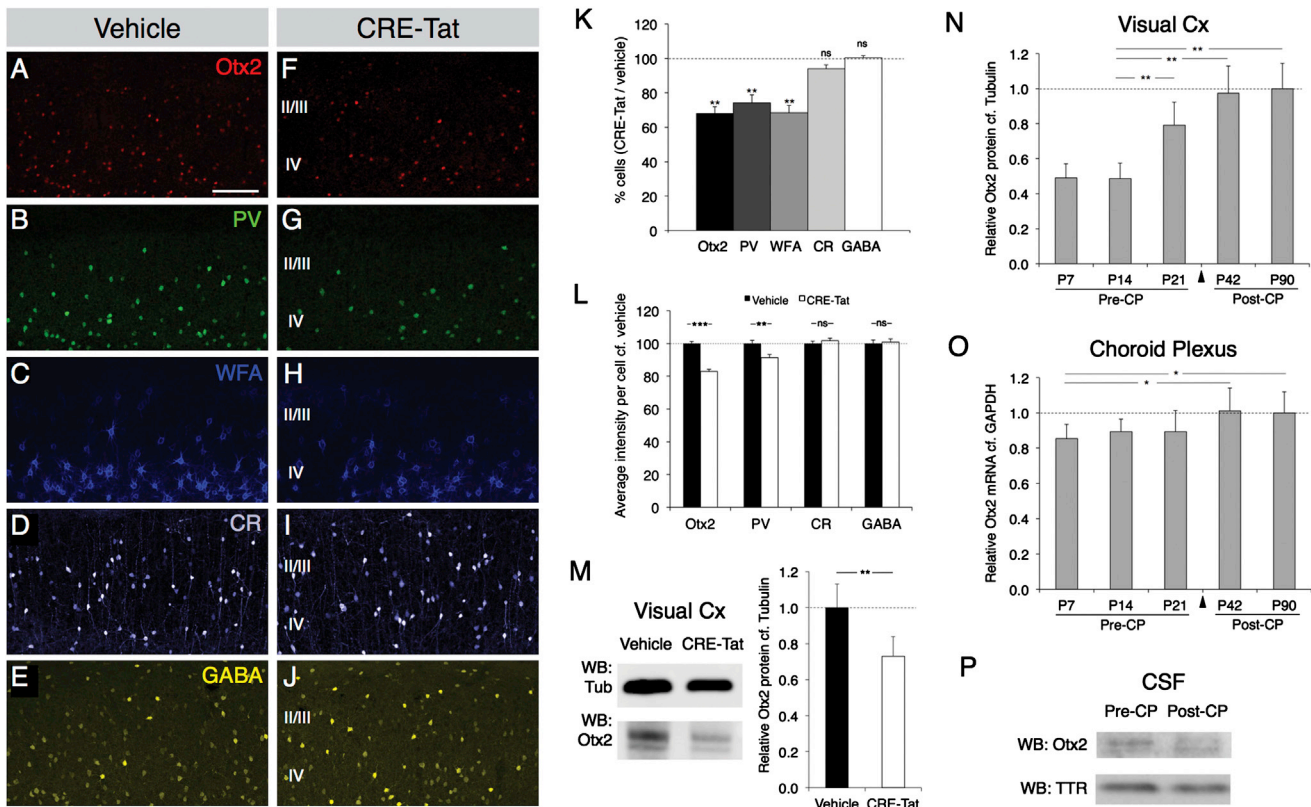 Vehicle
CRE-Tat
A
Otx2
F
II/III
IV
B
PV
G
II/III
IV
C
WFA
H
II/III
IV
D
CR
I
II/III
IV
E
GABA
J
II/III
IV
K
% cells (CRE-Tat / vehicle)
120
100
80
60
40
20
0
**
**
**
ns
ns
Otx2 PV WFA CR GABA
L
Vehicle CRE-Tat
Average intensity per cell cf. vehicle
120
100
80
60
40
20
0
***
**
ns
ns
Otx2 PV CR GABA
M
Visual Cx
Vehicle CRE-Tat
WB:
Tub
WB:
Otx2
Relative Otx2 protein cf. Tubulin
1.2
1.0
0.8
0.6
0.4
0.2
0.0
**
Vehicle CRE-Tat
N
Visual Cx
Relative Otx2 protein cf. Tubulin
1.2
1.0
0.8
0.6
0.4
0.2
0.0
**
**
**
P7 P14 P21 P42 P90
Pre-CP Post-CP
O
Choroid Plexus
Relative Otx2 mRNA cf. GAPDH
1.2
1.0
0.8
0.6
0.4
0.2
0.0
*
*
P7 P14 P21 P42 P90
Pre-CP Post-CP
P
CSF
Pre-CP Post-CP
WB: Otx2
WB: TTR